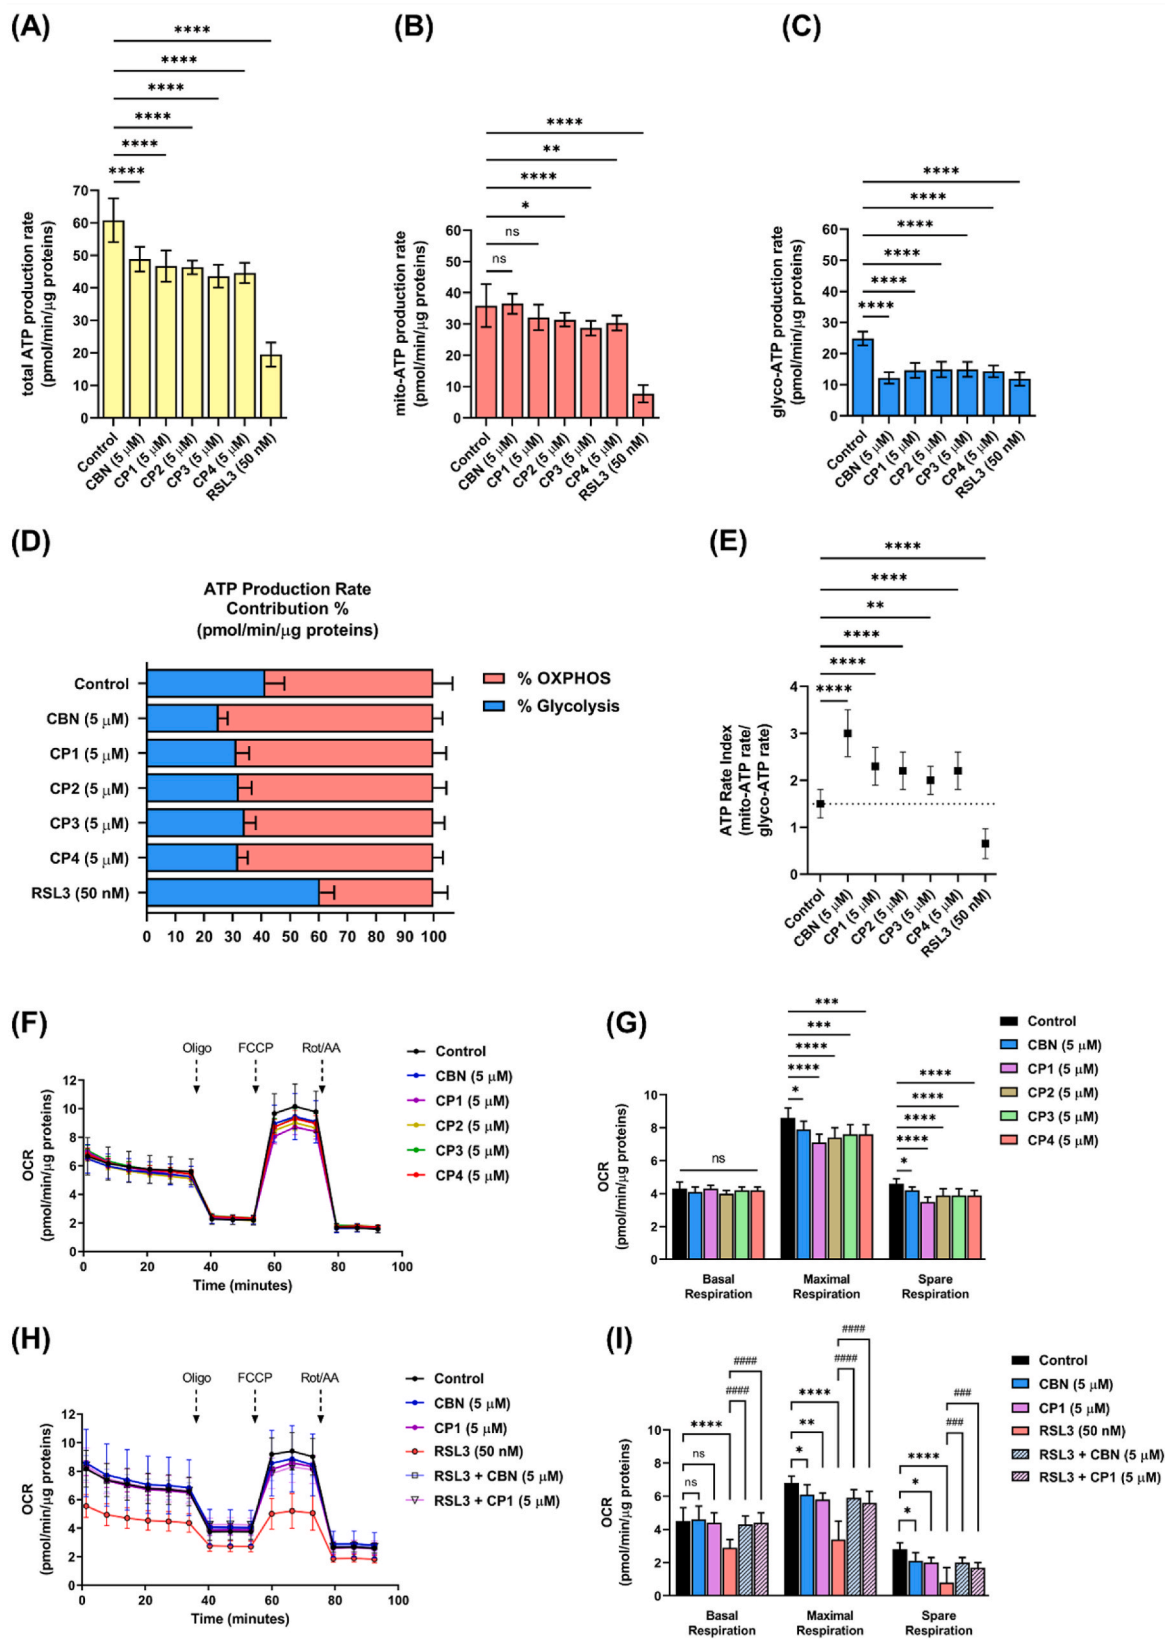 (A)
****
****
****
****
****
****
total ATP production rate
(pmol/min/μg proteins)
70
60
50
40
30
20
10
0
Control
CBN (5 μM)
CP1 (5 μM)
CP2 (5 μM)
CP3 (5 μM)
CP4 (5 μM)
RSL3 (50 nM)
(B)
****
**
****
*
ns
ns
mito-ATP production rate
(pmol/min/μg proteins)
60
50
40
30
20
10
0
Control
CBN (5 μM)
CP1 (5 μM)
CP2 (5 μM)
CP3 (5 μM)
CP4 (5 μM)
RSL3 (50 nM)
(C)
****
****
****
****
****
****
glyco-ATP production rate
(pmol/min/μg proteins)
60
50
40
30
20
10
0
Control
CBN (5 μM)
CP1 (5 μM)
CP2 (5 μM)
CP3 (5 μM)
CP4 (5 μM)
RSL3 (50 nM)
(D)
ATP Production Rate
Contribution %
(pmol/min/μg proteins)
Control
CBN (5 μM)
CP1 (5 μM)
CP2 (5 μM)
CP3 (5 μM)
CP4 (5 μM)
RSL3 (50 nM)
0 10 20 30 40 50 60 70 80 90 100
% OXPHOS
% Glycolysis
(E)
****
****
**
****
****
****
ATP Rate Index
(mito-ATP rate/
glyco-ATP rate)
4
3
2
1
0
Control
CBN (5 μM)
CP1 (5 μM)
CP2 (5 μM)
CP3 (5 μM)
CP4 (5 μM)
RSL3 (50 nM)
(F)
Oligo FCCP Rot/AA
OCR
(pmol/min/μg proteins)
12
10
8
6
4
2
0
0 20 40 60 80 100
Time (minutes)
Control
CBN (5 μM)
CP1 (5 μM)
CP2 (5 μM)
CP3 (5 μM)
CP4 (5 μM)
(G)
OCR
(pmol/min/μg proteins)
10
8
6
4
2
0
ns
***
***
****
****
*
****
****
****
****
*
Basal
Respiration
Maximal
Respiration
Spare
Respiration
Control
CBN (5 μM)
CP1 (5 μM)
CP2 (5 μM)
CP3 (5 μM)
CP4 (5 μM)
(H)
Oligo FCCP Rot/AA
OCR
(pmol/min/μg proteins)
12
10
8
6
4
2
0
0 20 40 60 80 100
Time (minutes)
Control
CBN (5 μM)
CP1 (5 μM)
RSL3 (50 nM)
RSL3 + CBN (5 μM)
RSL3 + CP1 (5 μM)
(I)
OCR
(pmol/min/μg proteins)
10
8
6
4
2
0
####
####
****
ns
ns
####
####
****
**
*
###
###
****
*
*
Basal
Respiration
Maximal
Respiration
Spare
Respiration
Control
CBN (5 μM)
CP1 (5 μM)
RSL3 (50 nM)
RSL3 + CBN (5 μM)
RSL3 + CP1 (5 μM)